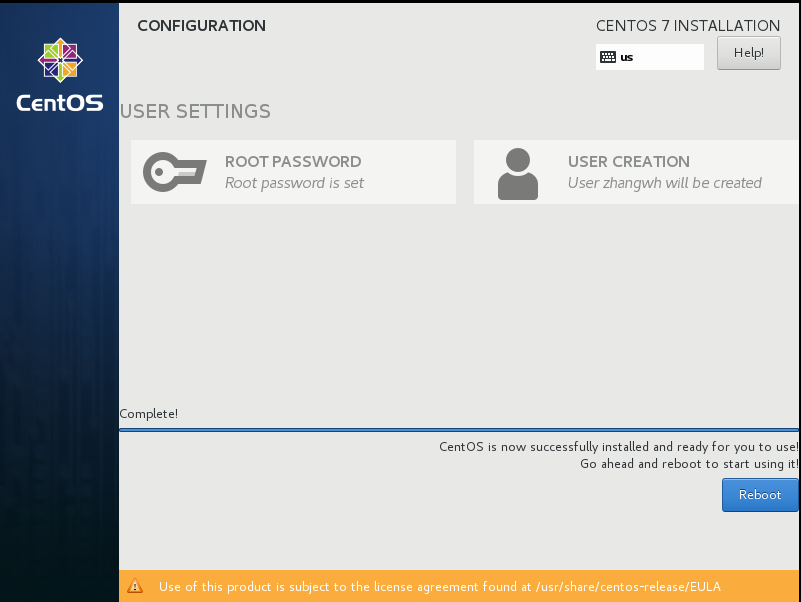 CONFIGURATION
CENTOS 7 INSTALLATION
us
Help!
CentOS
USER SETTINGS
ROOT PASSWORD
Root password is set
USER CREATION
User zhangwh will be created
Complete!
CentOS is now successfully installed and ready for you to use!
Go ahead and reboot to start using it!
Reboot
Use of this product is subject to the license agreement found at /usr/share/centos-release/EULA